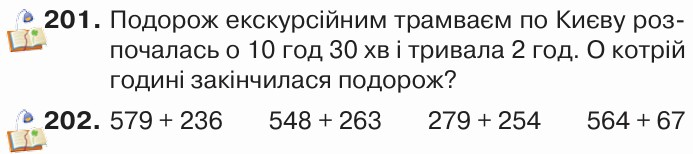 201. Подорож екскурсійним трамваєм по Києву роз-
почалась о 10 год 30 хв і тривала 2 год. О котрій
годині закінчилася подорож?
202. 579 + 236 548 + 263 279 + 254 564 + 67